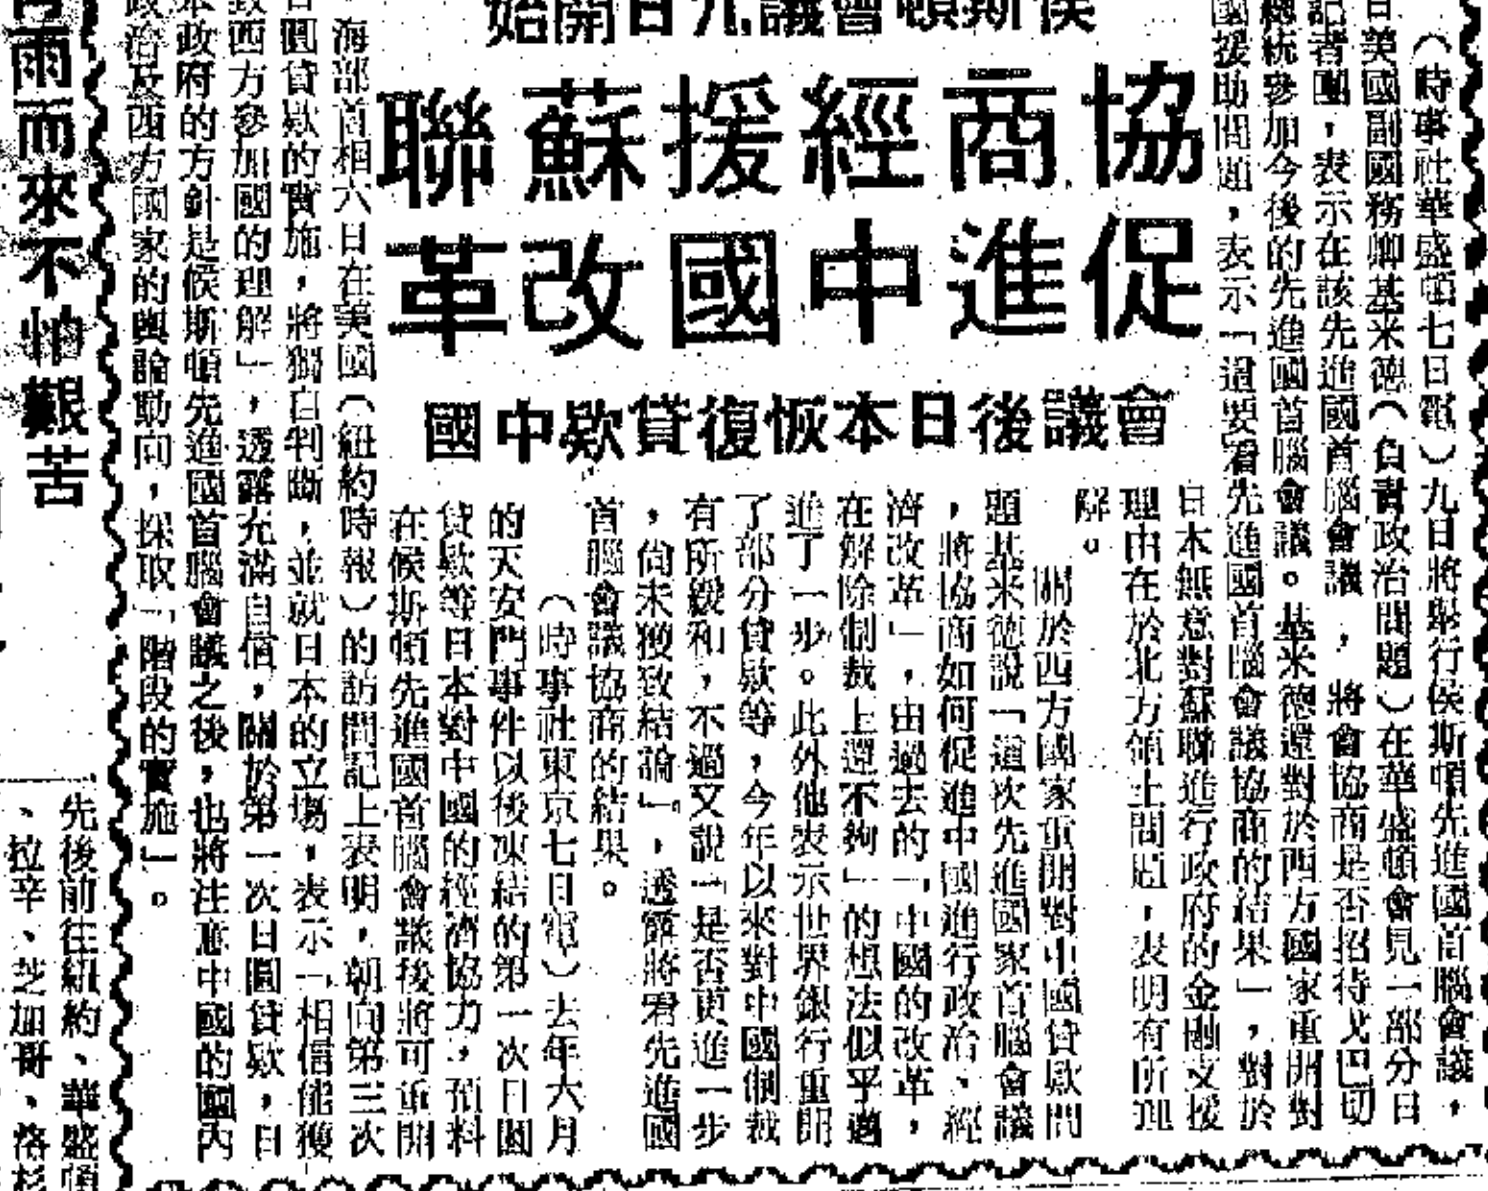 侯斯頓會議九日開始
協商經援蘇聯
促進中國改革
會議後日本恢復貸款中國
（時事社華盛頓七日電）九日將舉行侯斯頓先進國首腦會議，
日美國副國務卿基米德（負責政治問題）在華盛頓會見一部分日
記者團，表示在該先進國首腦會議，將會協商是否招待戈巴切
總統參加今後的先進國首腦會議。基米德還對於西方國家重開對
國援助問題，表示「這要看先進國首腦會議協商的結果」，對於
日本無意對蘇聯進行政府的金融支援
理由在於北方領土問題，表明有所理
解。
關於西方國家重開對中國貸款問
題基米德說「這次先進國家首腦會議
，將協商如何促進中國進行政治、經
濟改革」，由過去的「中國的改革，
在解除制裁上還不夠」的想法似乎邁
進了一步。此外他表示世界銀行重開
了部分貸款等，今年以來對中國制裁
有所緩和，不過又說「是否更進一步
，尚未獲致結論」，透露將看先進國
首腦會議協商的結果。
（時事社東京七日電）去年六月
的天安門事件以後凍結的第一次日圓
貸款等日本對中國的經濟協力，預料
在候斯頓先進國首腦會議後將可重開
海部首相六日在美國（紐約時報）的訪問記上表明，朝向第三次
日圓貸款的實施，將獨自判斷，並就日本的立場，表示「相信能獲
致西方參加國的理解」，透露充滿自信，關於第一次日圓貸款，日
本政府的方針是候斯頓先進國首腦會議之後，也將注意中國的國內
政治及西方國家的輿論動向，採取「階段的實施」。
雨而來不怕艱苦
先後前往紐約、華盛頓
、拉辛、芝加哥、洛杉